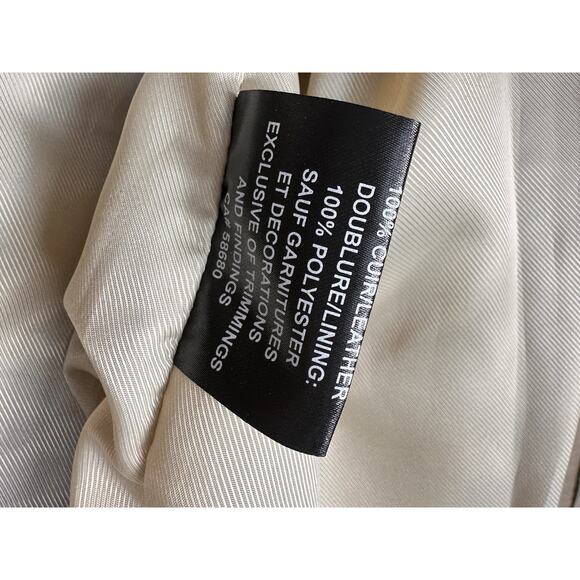 100% CUIR/LEATHER
DOUBLURE/LINING:
100% POLYESTER
SAUF GARNITURES
ET DECORATIONS
EXCLUSIVE OF TRIMMINGS
AND FINDINGS
CA# 58680